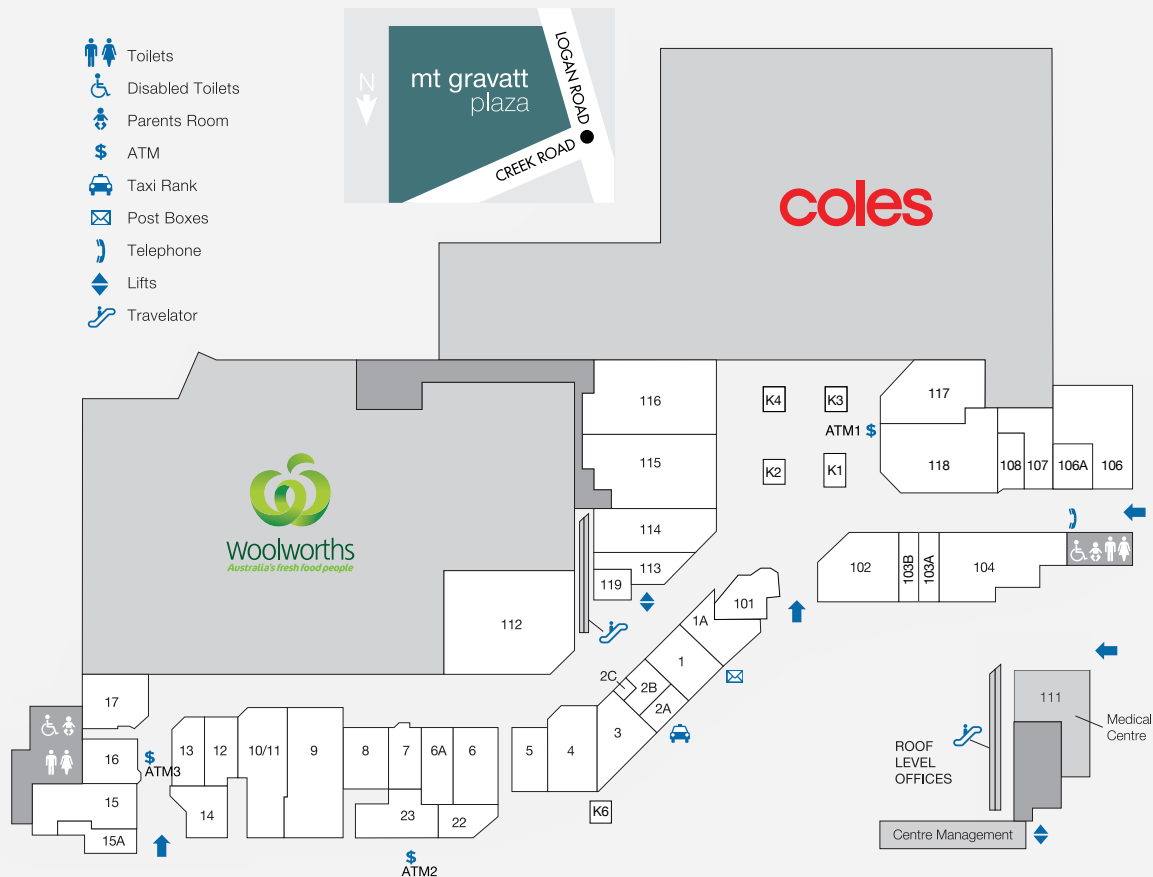 Toilets
Disabled Toilets
Parents Room
$ ATM
Taxi Rank
Post Boxes
Telephone
Lifts
Travelator
N
mt gravatt
plaza
LOGAN ROAD
CREEK ROAD
coles
Woolworths
Australia's fresh food people
116
K4
K3
117
ATM1 $
115
K2
K1
118
108
107
106A
106
114
113
119
102
103B
103A
104
101
112
1A
1
2C
2B
2A
3
17
16
$
ATM3
13
12
10/11
9
8
7
6A
6
5
4
15
14
23
22
K6
15A
$
ATM2
111
Medical
Centre
ROOF
LEVEL
OFFICES
Centre Management